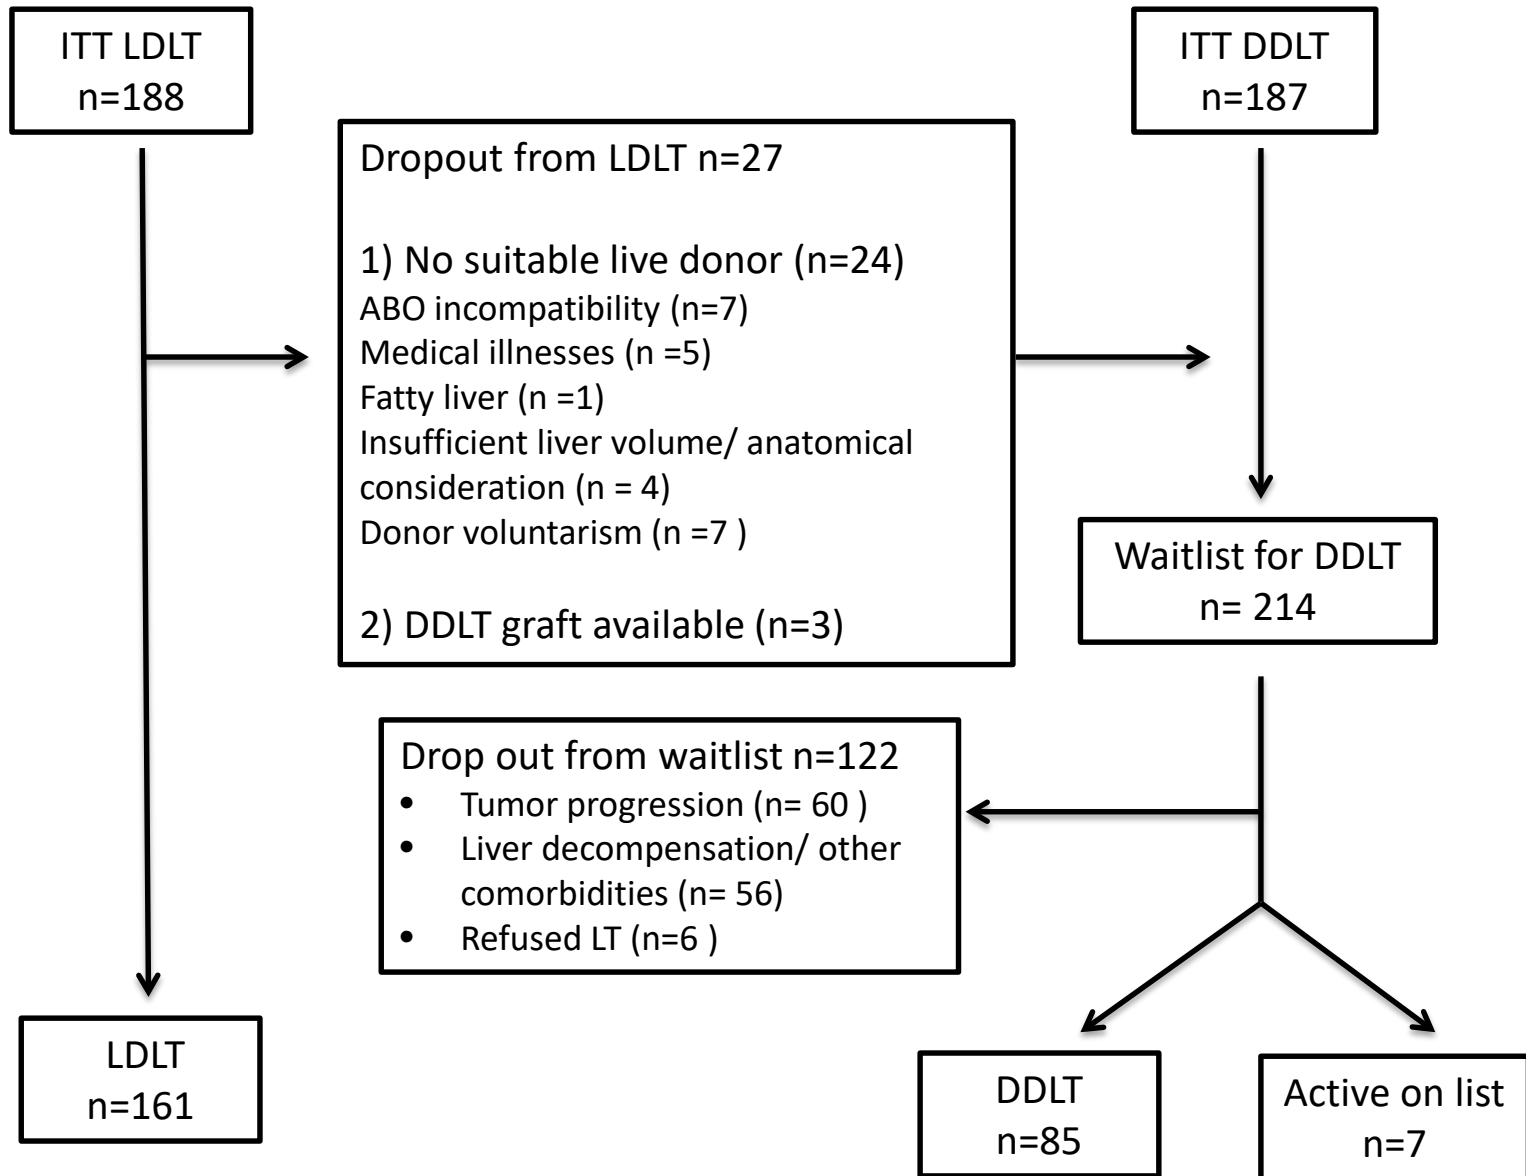 ITT LDLT
n=188
ITT DDLT
n=187
Dropout from LDLT n=27
1) No suitable live donor (n=24)
ABO incompatibility (n=7)
Medical illnesses (n =5)
Fatty liver (n =1)
Insufficient liver volume/ anatomical
consideration (n = 4)
Donor voluntarism (n =7 )
2) DDLT graft available (n=3)
Waitlist for DDLT
n= 214
Drop out from waitlist n=122
• Tumor progression (n= 60 )
• Liver decompensation/ other
comorbidities (n= 56)
• Refused LT (n=6 )
LDLT
n=161
DDLT
n=85
Active on list
n=7